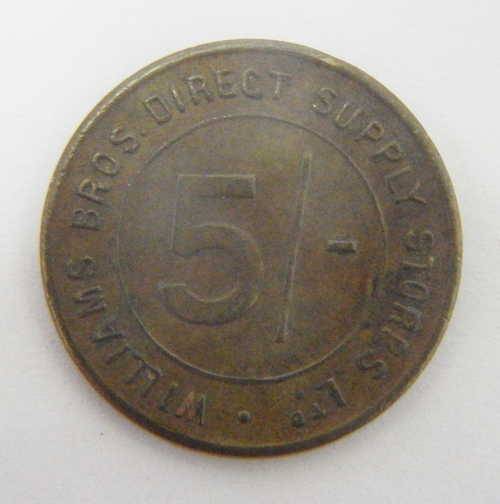 WILLIAMS BROS. DIRECT SUPPLY STORES LTD. •
5/-